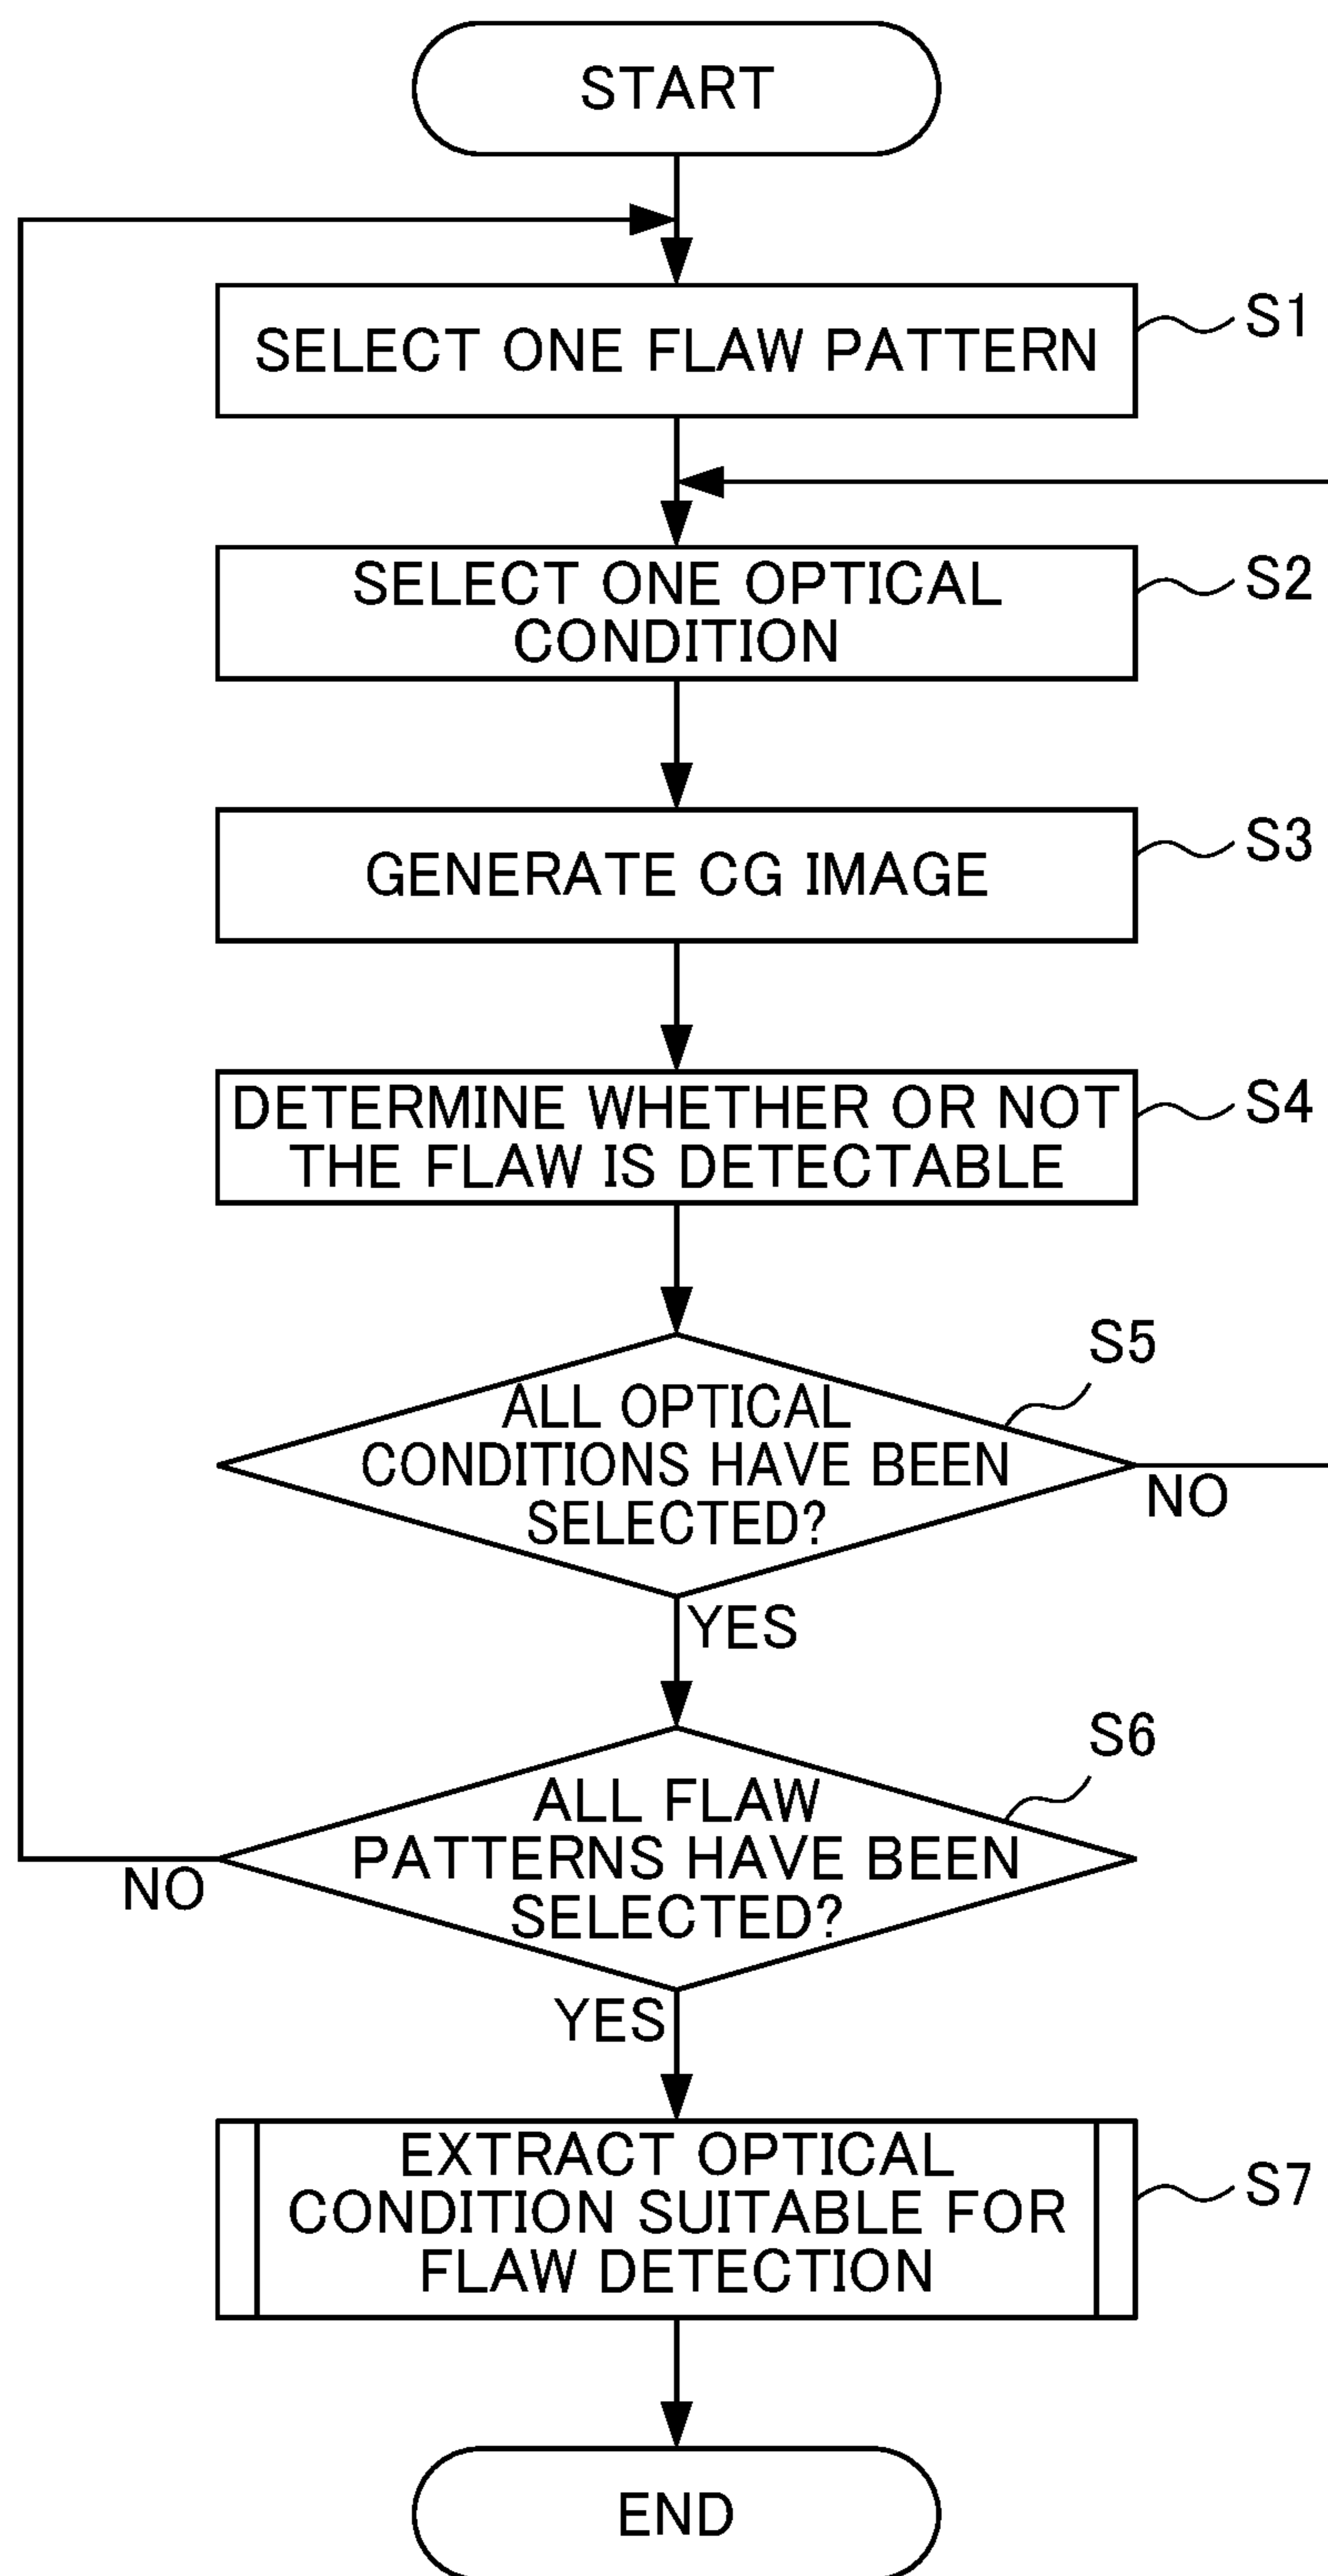 START
SELECT ONE FLAW PATTERN
S1
SELECT ONE OPTICAL
CONDITION
S2
GENERATE CG IMAGE
S3
DETERMINE WHETHER OR NOT
THE FLAW IS DETECTABLE
S4
S5
ALL OPTICAL
CONDITIONS HAVE BEEN
SELECTED?
NO
YES
S6
ALL FLAW
PATTERNS HAVE BEEN
SELECTED?
NO
YES
EXTRACT OPTICAL
CONDITION SUITABLE FOR
FLAW DETECTION
S7
END